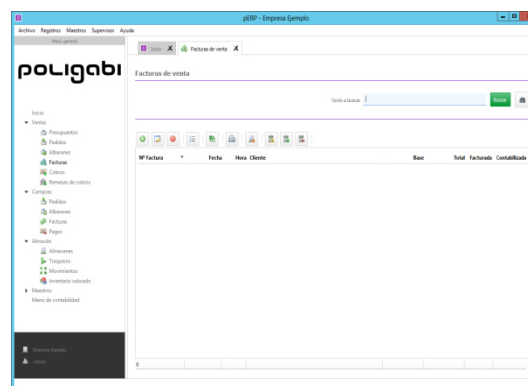 pERP - Empresa Ejemplo
Archivo Registros Maestros Supervisor Ayuda
Menú general
Inicio
Facturas de venta
poligabi
Facturas de venta
Texto a buscar
Buscar
Inicio
Ventas
Presupuestos
Pedidos
Albaranes
Facturas
Cobros
Remesas de cobros
Compras
Pedidos
Albaranes
Facturas
Pagos
Almacén
Almacenes
Traspasos
Movimientos
Inventario valorado
Maestros
Menú de contabilidad
Nº Factura Fecha Hora Cliente Base Total Facturada Contabilizada
Empresa Ejemplo
0